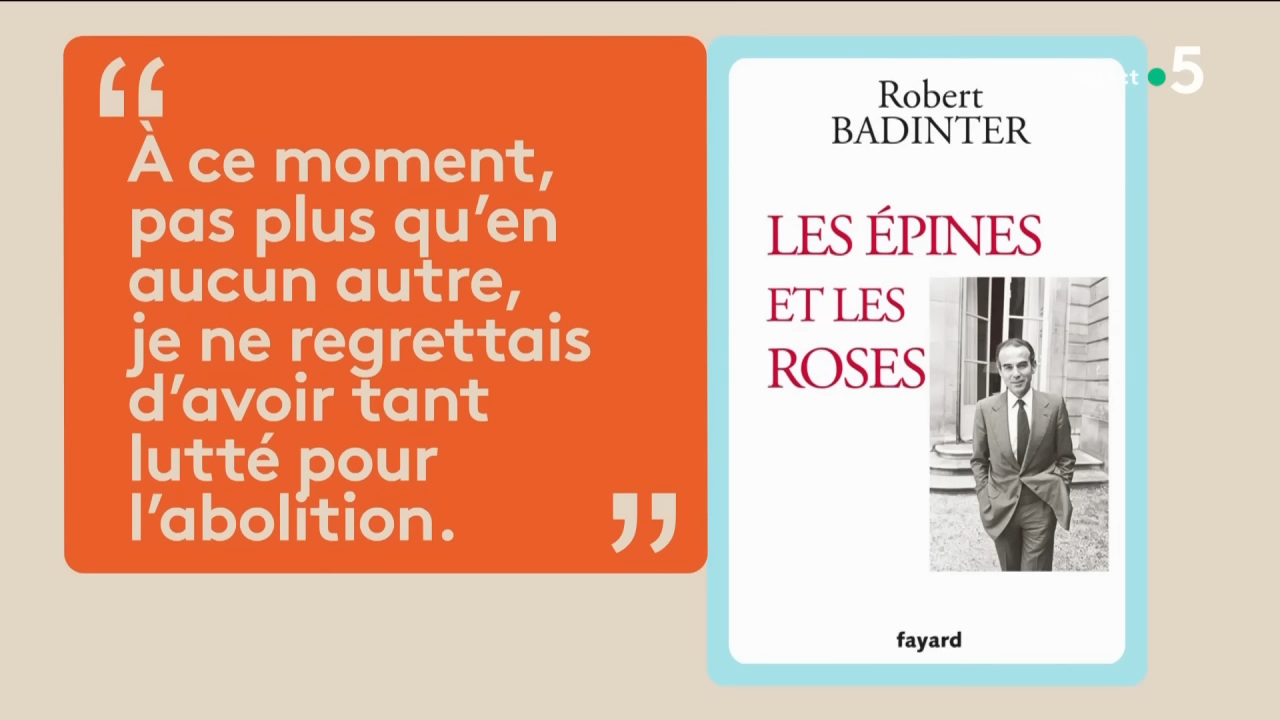 “
À ce moment,
pas plus qu’en
aucun autre,
je ne regrettais
d’avoir tant
lutté pour
l’abolition.
”
Robert
BADINTER
LES ÉPINES
ET LES
ROSES
fayard
5